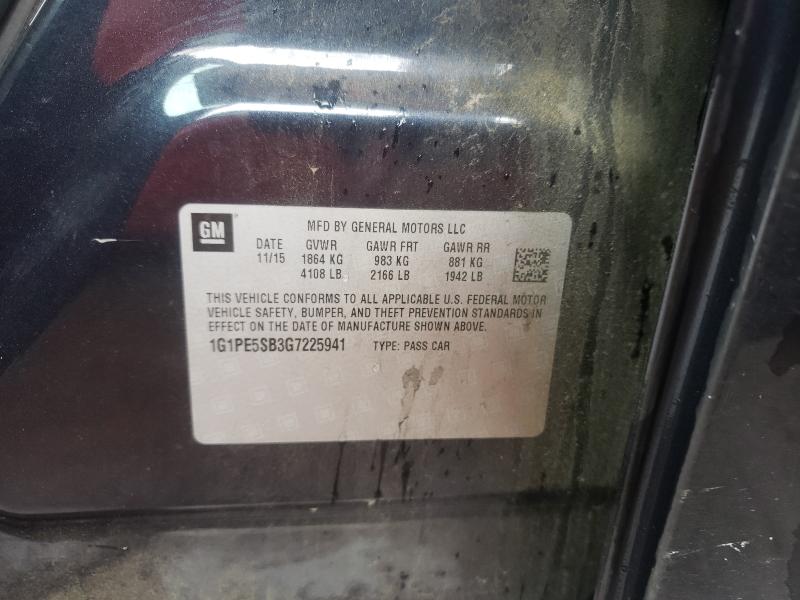 GM
MFD BY GENERAL MOTORS LLC
DATE GVWR GAWR FRT GAWR RR
11/15 1864 KG 983 KG 881 KG
4108 LB 2166 LB 1942 LB
THIS VEHICLE CONFORMS TO ALL APPLICABLE U.S. FEDERAL MOTOR
VEHICLE SAFETY, BUMPER, AND THEFT PREVENTION STANDARDS IN
EFFECT ON THE DATE OF MANUFACTURE SHOWN ABOVE.
1G1PE5SB3G7225941 TYPE: PASS CAR